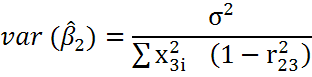 var (β̂₂) = σ² / ∑ x²₃ᵢ (1 − r²₂₃)